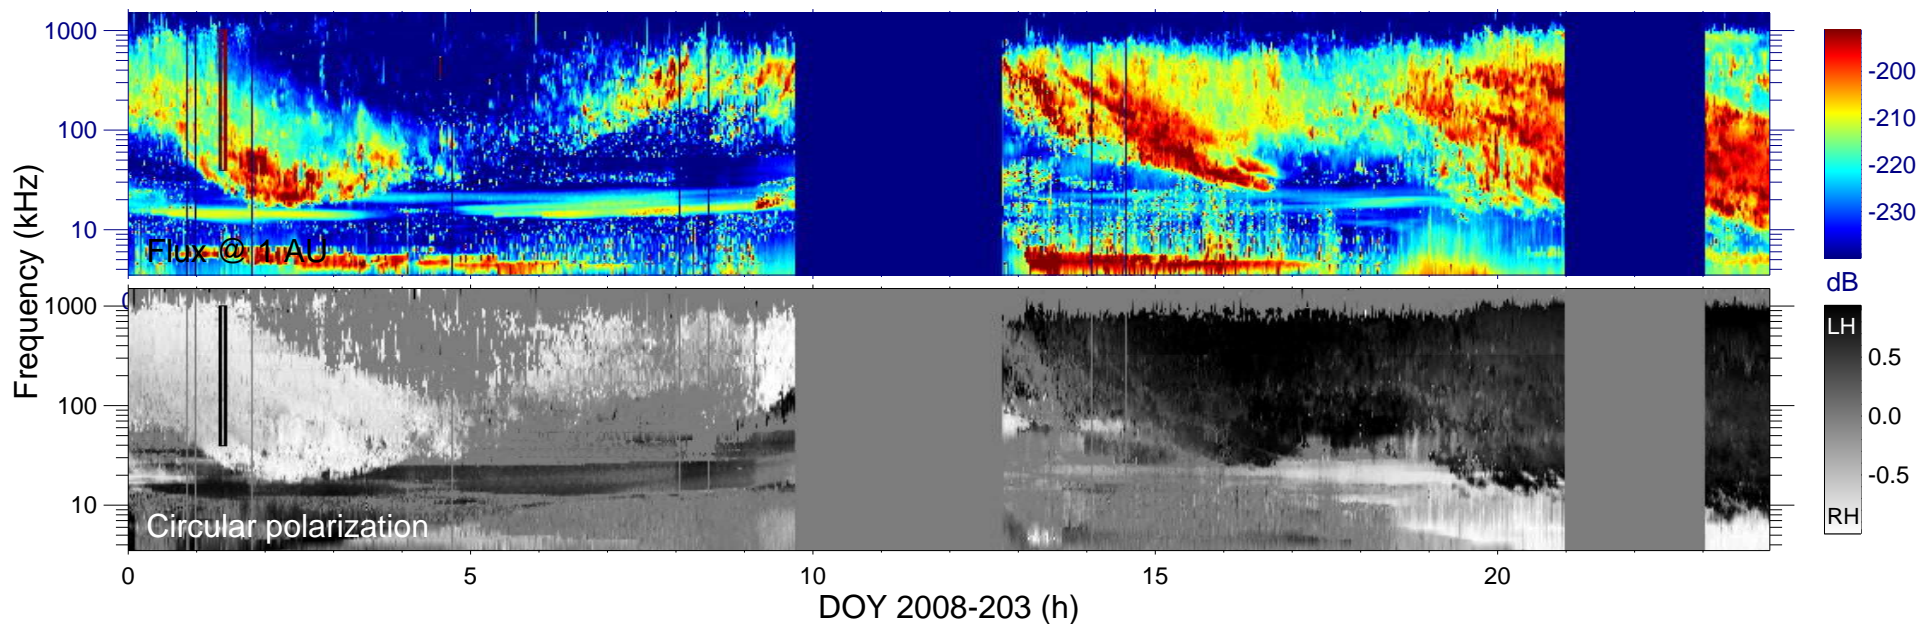 1000
100
10
Flux @ 1 AU
-200
-210
-220
-230
dB
Frequency (kHz)
0
1000
100
10
Circular polarization
LH
0.5
0.0
-0.5
RH
0
5
10
15
20
DOY 2008-203 (h)